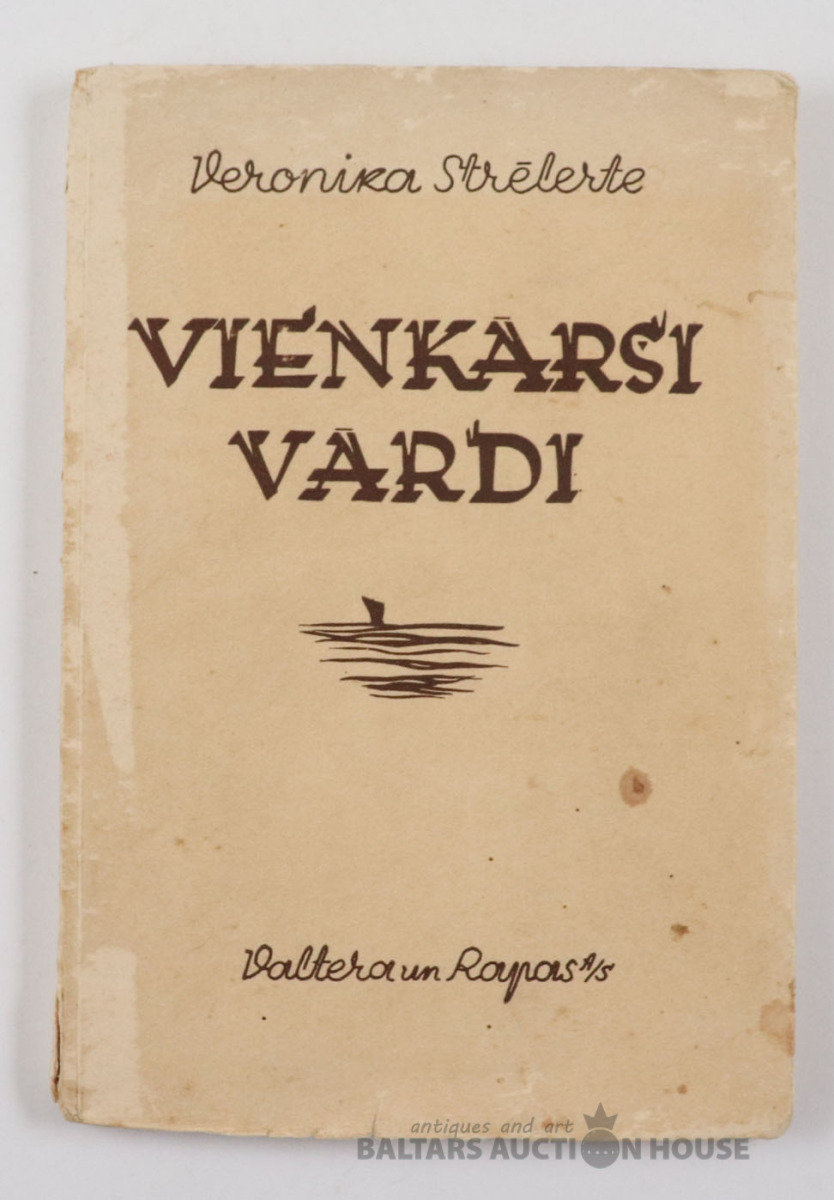 Veronika Strēlerte
VIENKĀRŠI
VĀRDI
Valtera un Rapas A/S
antiques and art
BALTARS AUCTION HOUSE